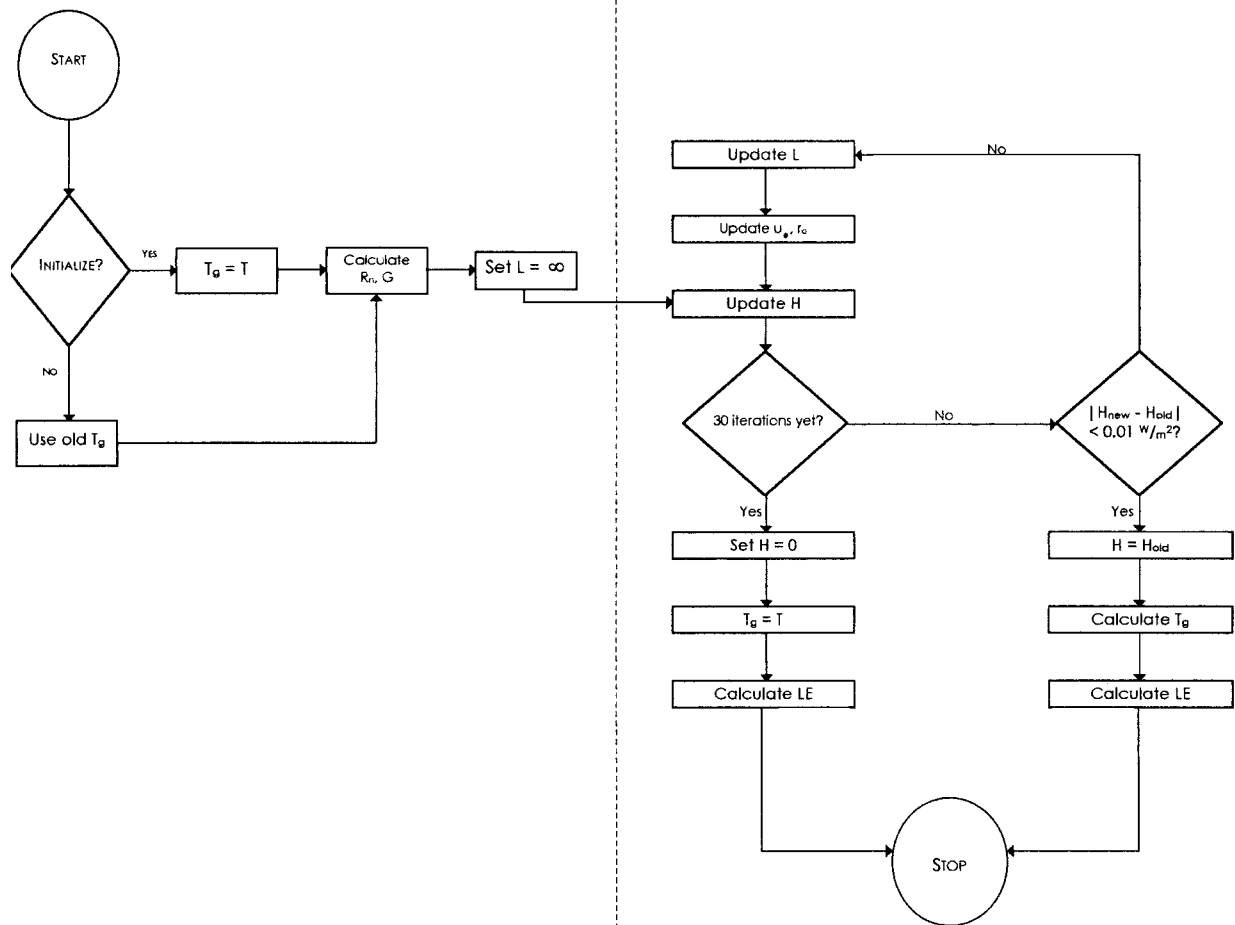 START
INITIALIZE?
YES
Tg = T
Calculate
Rn, G
Set L = ∞
NO
Use old Tg
No
Update L
Update u*, ra
Update H
30 iterations yet?
No
| Hnew - Hold |
< 0.01 W/m²?
Yes
Yes
Set H = 0
H = Hold
Tg = T
Calculate Tg
Calculate LE
Calculate LE
STOP